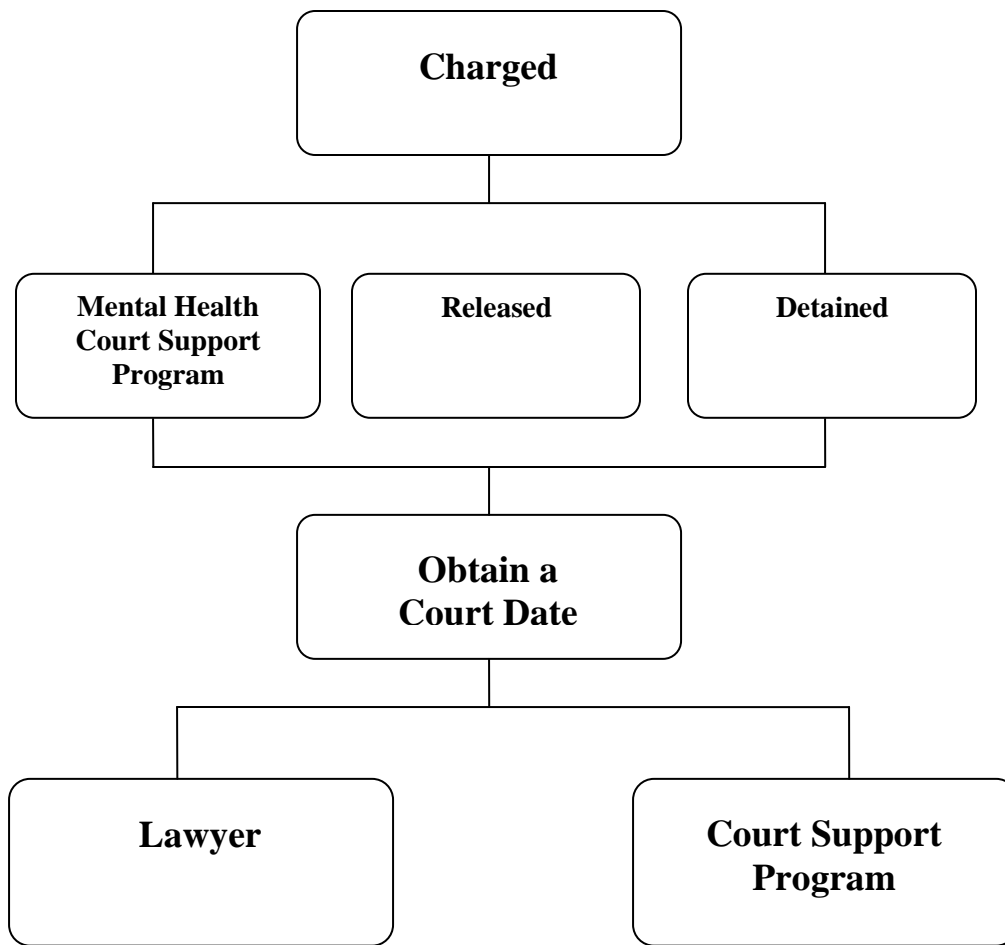 Charged
Mental Health
Court Support
Program
Released
Detained
Obtain a
Court Date
Lawyer
Court Support
Program